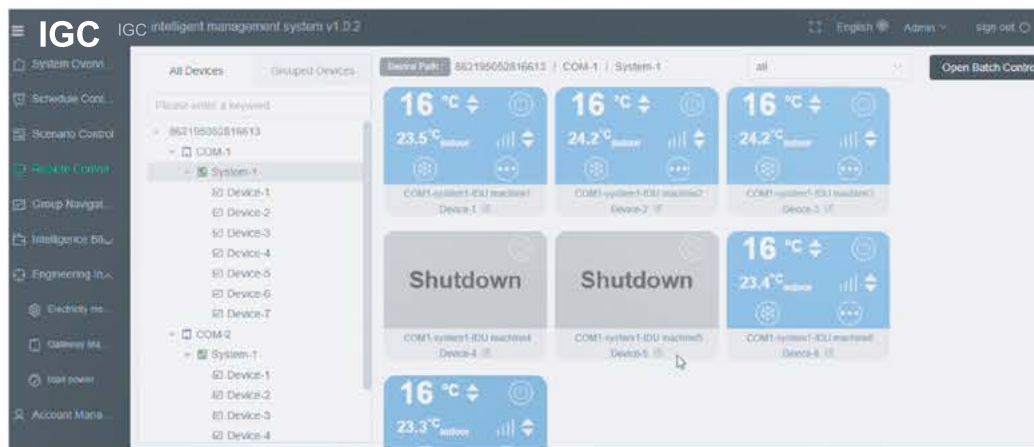 IGC IGC intelligent management system v1.0.2
English Admin sign out
System Overvi...
Schedule Cont...
Scenario Control
Remote Control
Group Navigat...
Intelligence Bil...
Engineering In...
Electricity me...
Gateway Ma...
load power
Account Mana...
All Devices Grouped Devices
Please enter a keyword
862195052816613
COM-1
System-1
Device-1
Device-2
Device-3
Device-4
Device-5
Device-6
Device-7
COM-2
System-1
Device-1
Device-2
Device-3
Device-4
Device Path 862195052816613 / COM-1 / System-1 all Open Batch Control
16 °C 16 °C 16 °C
23.5°C indoor 24.2°C indoor 24.2°C indoor
COM1-system1-IDU machine1 COM1-system1-IDU machine2 COM1-system1-IDU machine3
Device-1 Device-2 Device-3
16 °C
Shutdown Shutdown 23.4°C indoor
COM1-system1-IDU machine4 COM1-system1-IDU machine5 COM1-system1-IDU machine6
Device-4 Device-5 Device-6
16 °C
23.3°C indoor